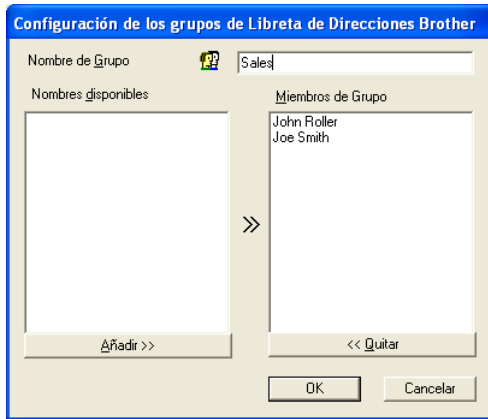 Configuración de los grupos de Libreta de Direcciones Brother
Nombre de Grupo
Sales
Nombres disponibles
Miembros de Grupo
John Roller
Joe Smith
>>
Añadir >>
<< Quitar
OK
Cancelar